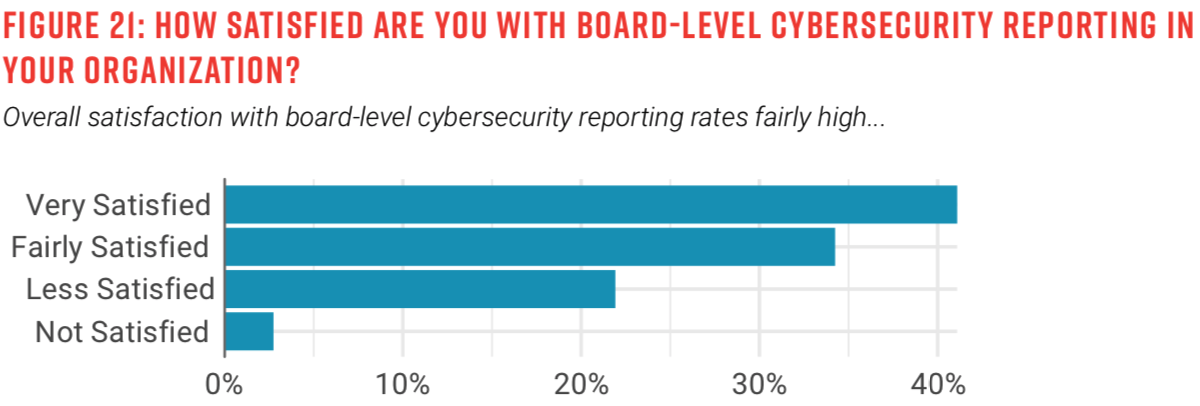 FIGURE 21: HOW SATISFIED ARE YOU WITH BOARD-LEVEL CYBERSECURITY REPORTING IN
YOUR ORGANIZATION?
Overall satisfaction with board-level cybersecurity reporting rates fairly high...
Very Satisfied
Fairly Satisfied
Less Satisfied
Not Satisfied
0% 10% 20% 30% 40%